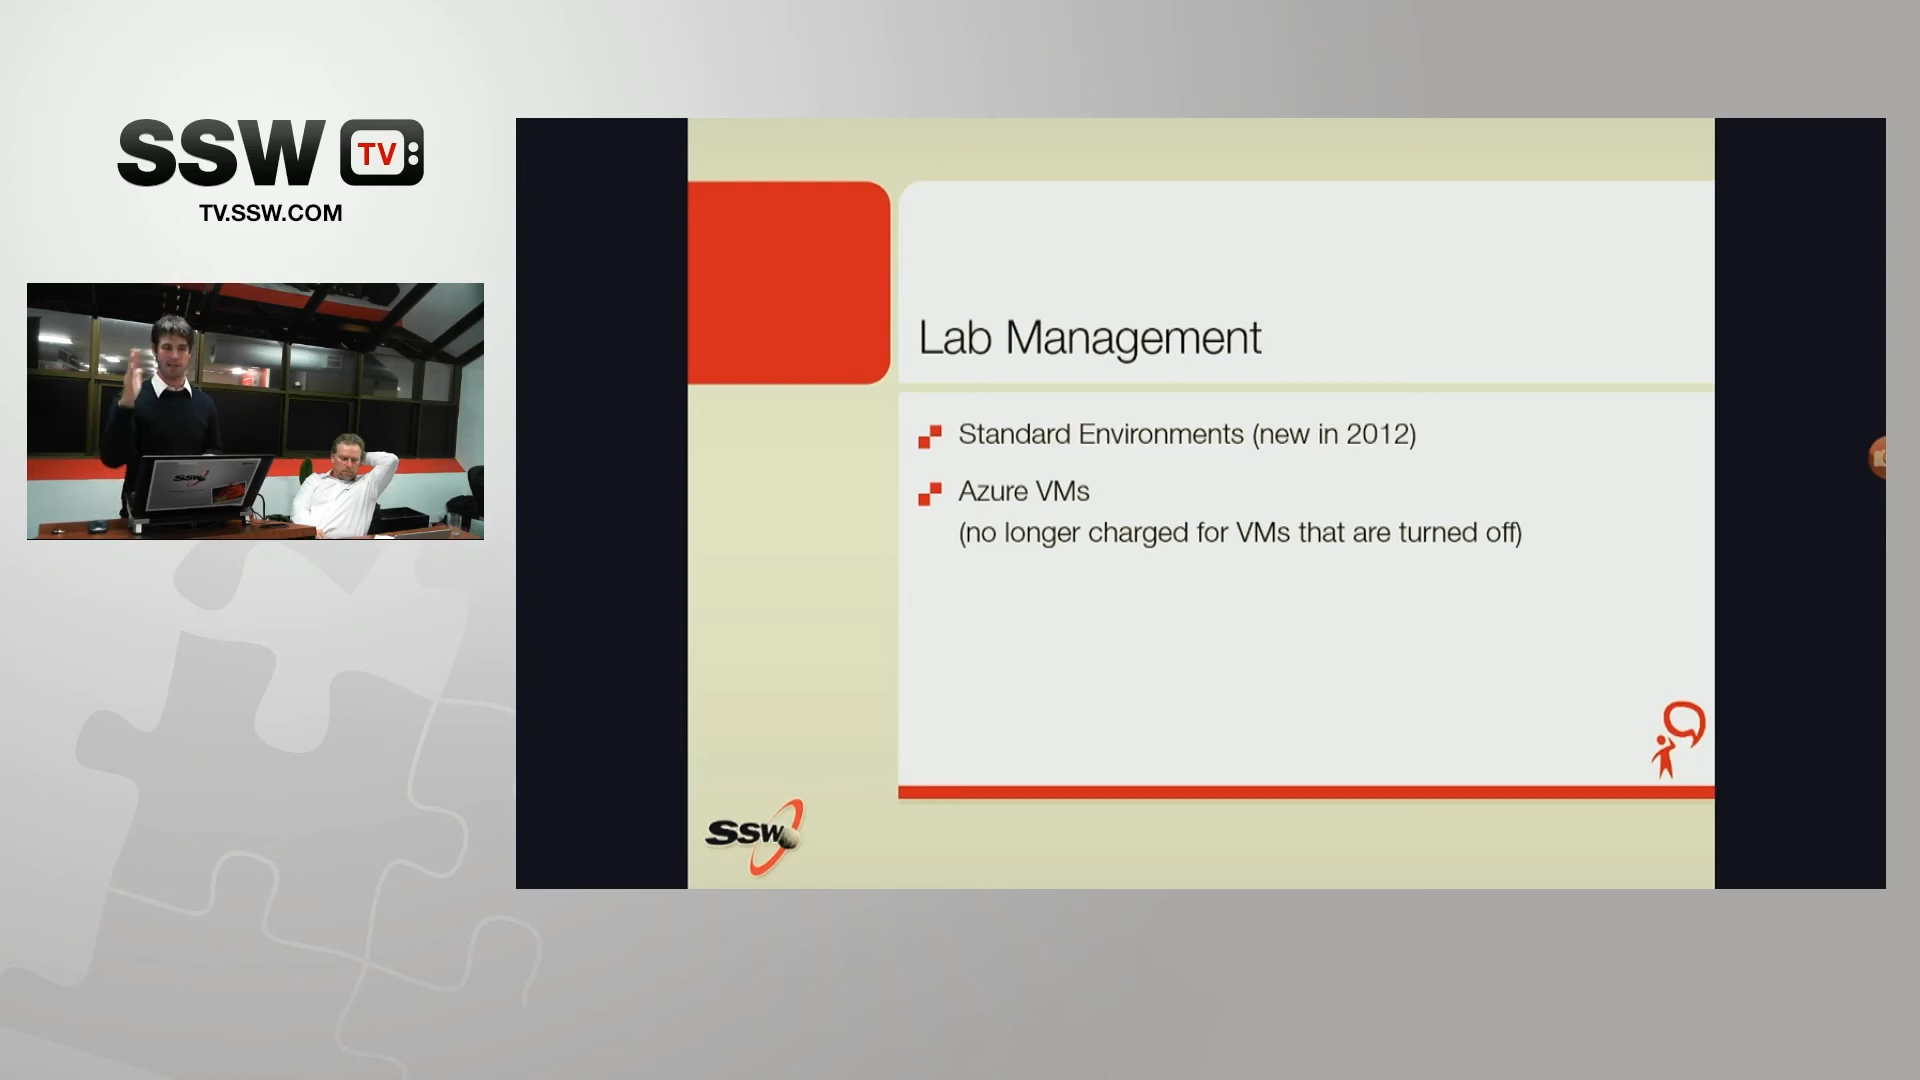 SSW TV:
TV.SSW.COM
SSW
Lab Management
Standard Environments (new in 2012)
Azure VMs
(no longer charged for VMs that are turned off)
SSW